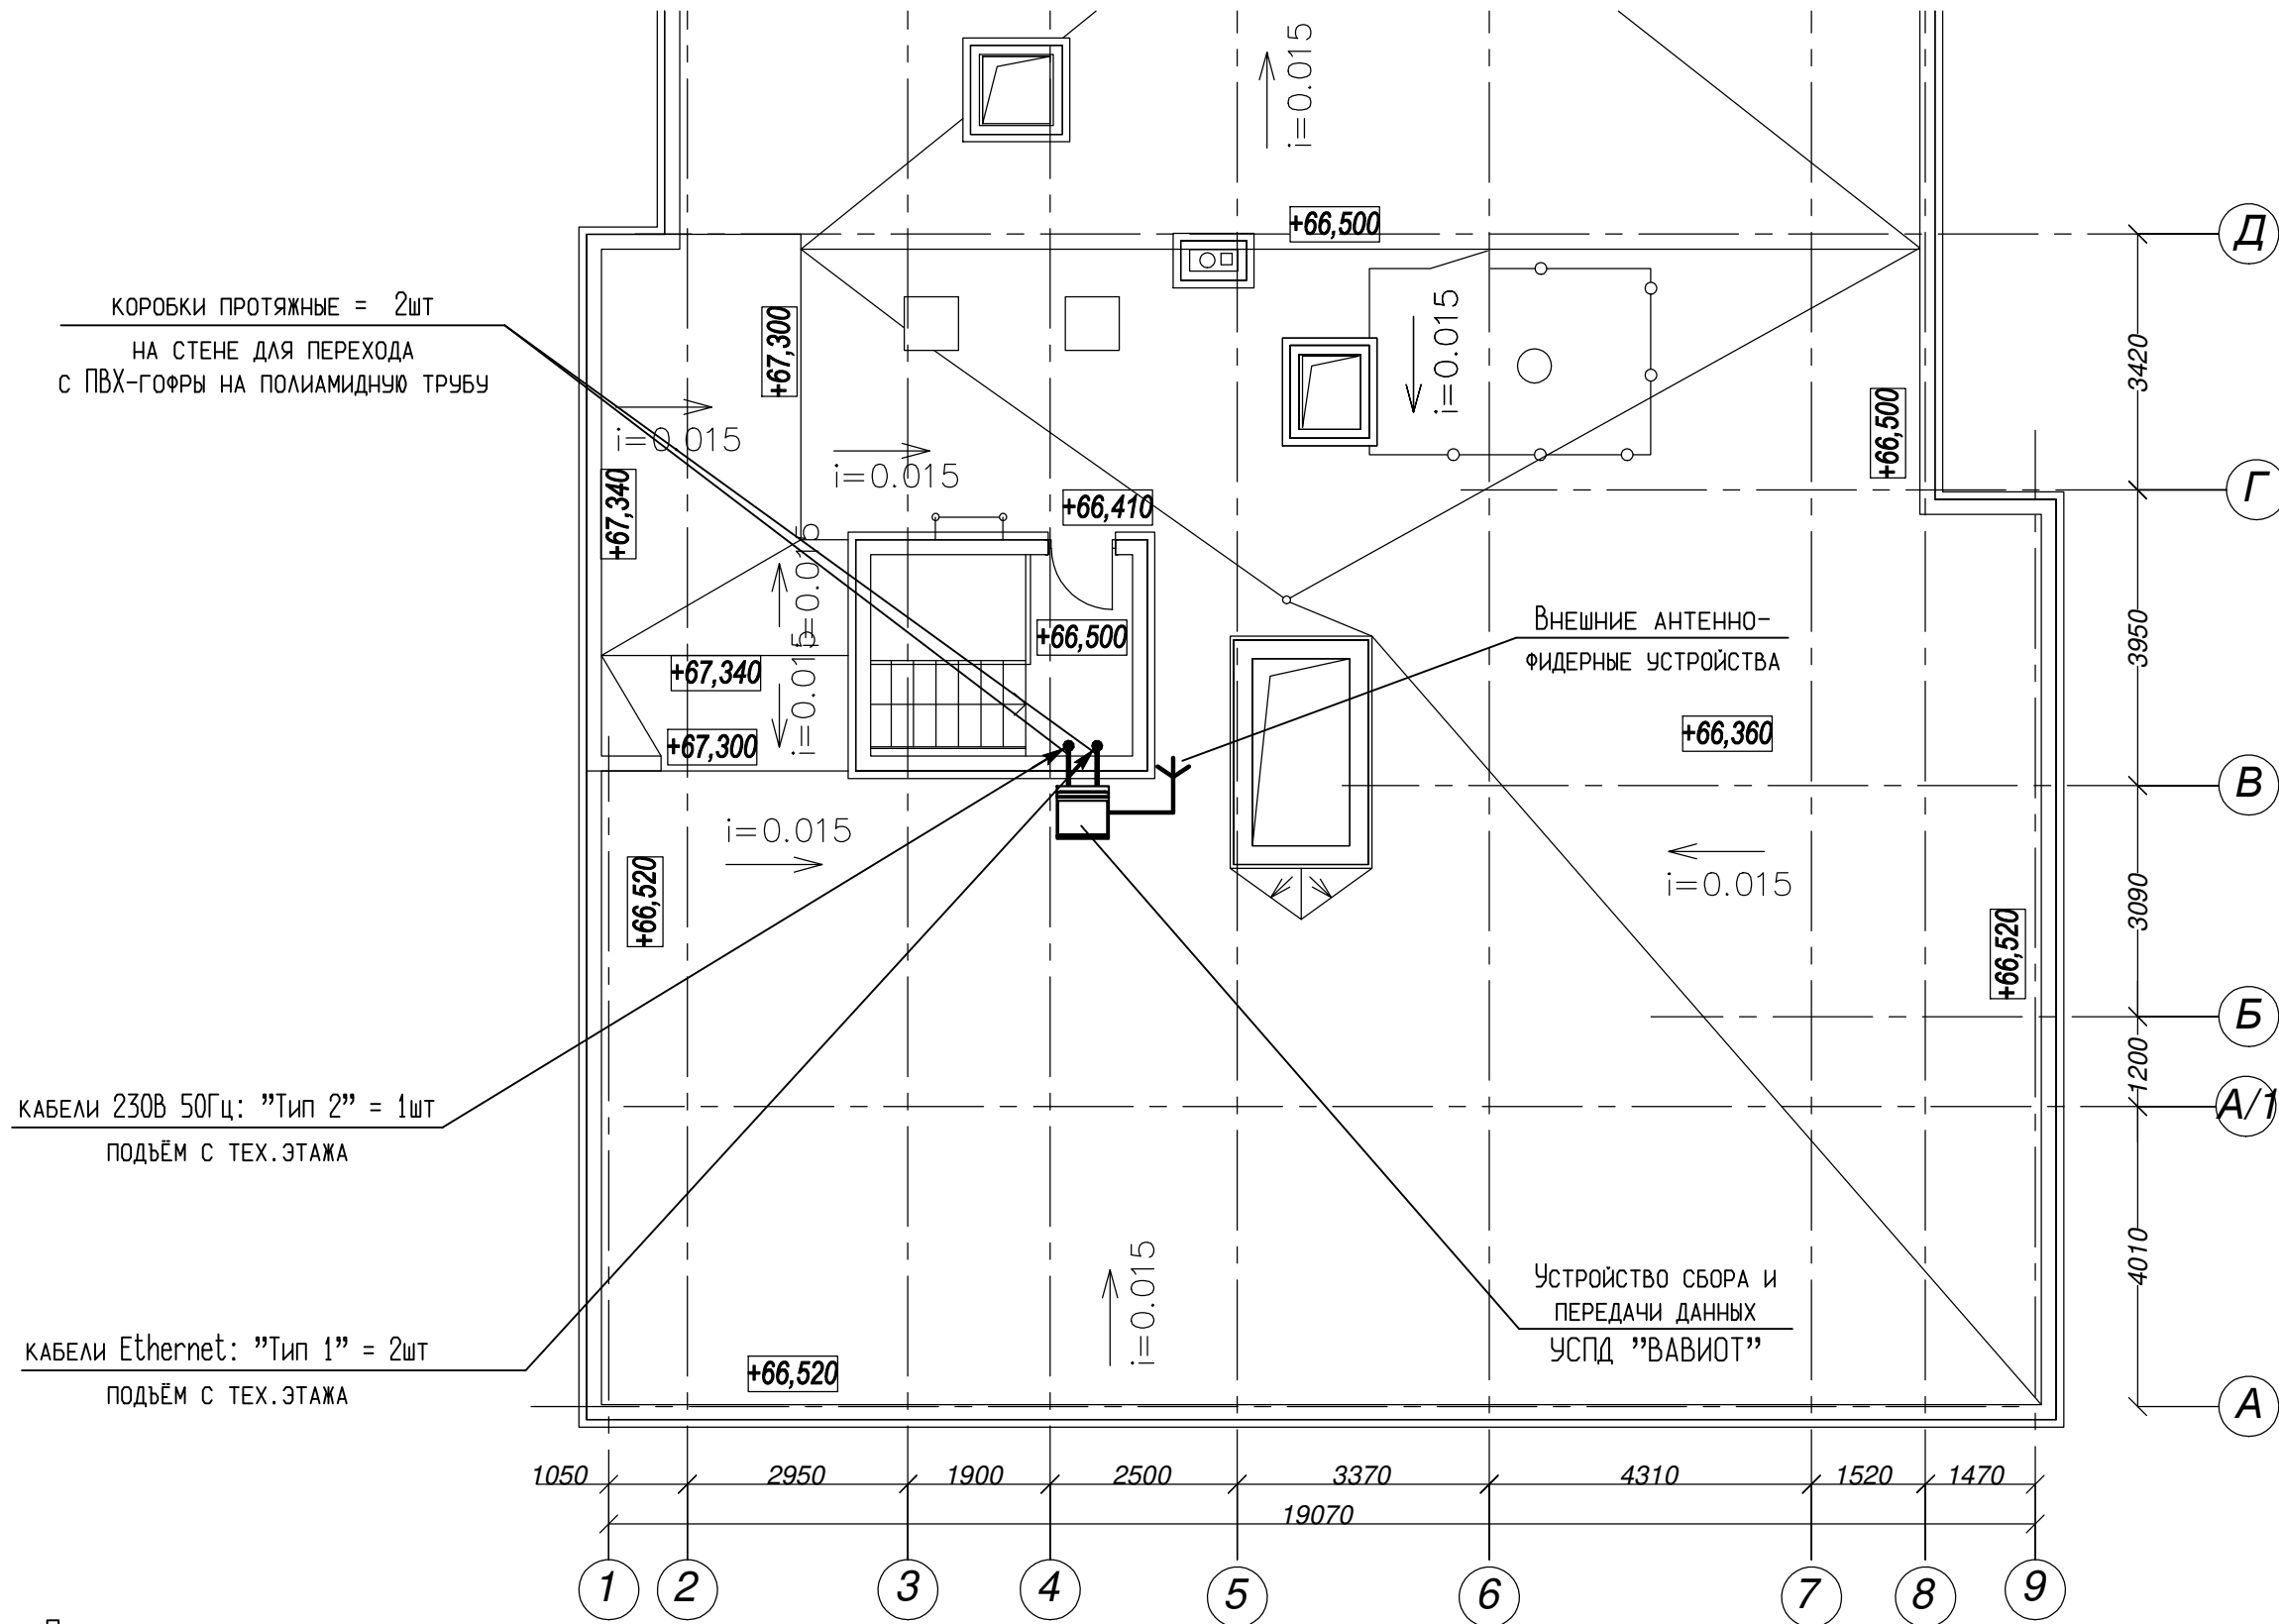 i=0.015
+66,500
Д
КОРОБКИ ПРОТЯЖНЫЕ = 2шт
НА СТЕНЕ ДЛЯ ПЕРЕХОДА
С ПВХ-ГОФРЫ НА ПОЛИАМИДНУЮ ТРУБУ
+67,300
i=0.015
3420
i=0.015
i=0.015
+66,500
+67,340
+66,410
Г
i=0.015
+66,500
Внешние антенно-
фидерные устройства
3950
+67,340
i=0.015
+67,300
+66,360
В
i=0.015
+66,520
i=0.015
3090
+66,520
Б
1200
КАБЕЛИ 230В 50Гц: "Тип 2" = 1шт
ПОДЪЁМ С ТЕХ.ЭТАЖА
А/1
4010
i=0.015
Устройство сбора и
передачи данных
УСПД "ВАВИОТ"
КАБЕЛИ Ethernet: "Тип 1" = 2шт
ПОДЪЁМ С ТЕХ.ЭТАЖА
+66,520
А
1050 2950 1900 2500 3370 4310 1520 1470
19070
1 2 3 4 5 6 7 8 9